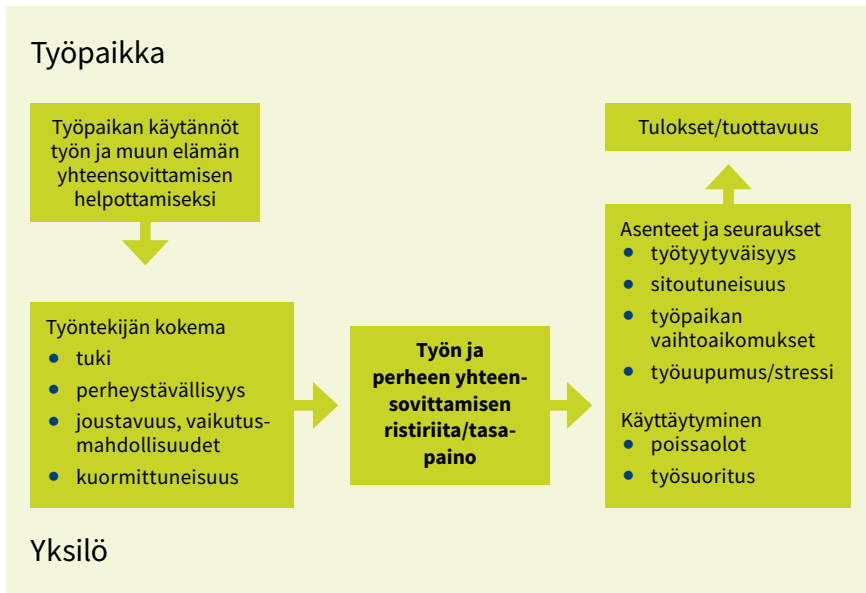 Työpaikka
Työpaikan käytännöt
työn ja muun elämän
yhteensovittamisen
helpottamiseksi
Työntekijän kokema
• tuki
• perheystävällisyys
• joustavuus, vaikutus-
mahdollisuudet
• kuormittuneisuus
Työn ja
perheen yhteen-
sovittamisen
ristiriita/tasa-
paino
Tulokset/tuottavuus
Asenteet ja seuraukset
• työtyytyväisyys
• sitoutuneisuus
• työpaikan
vaihtoaikomukset
• työuupumus/stressi
Käyttäytyminen
• poissaolot
• työsuoritus
Yksilö